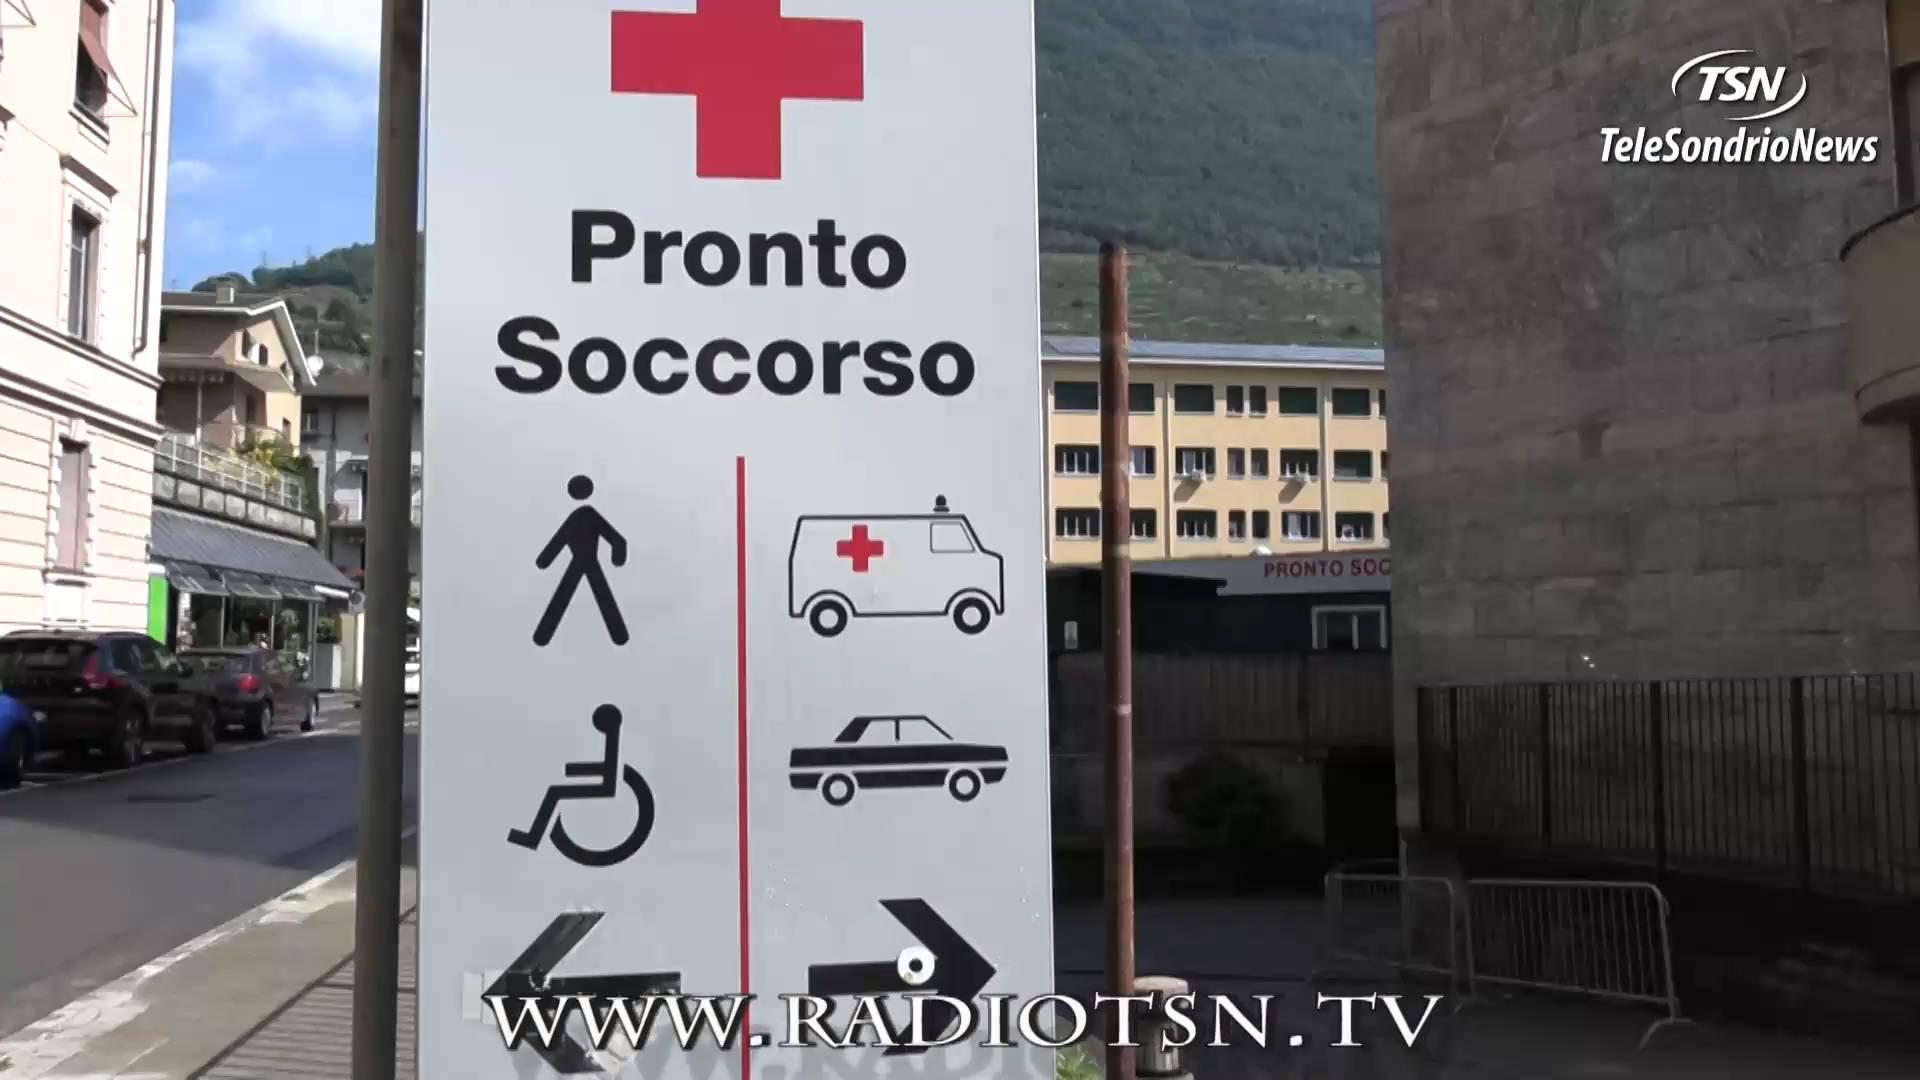 TSN
TeleSondrioNews
Pronto
Soccorso
PRONTO SOC
WWW.RADIOTSN.TV